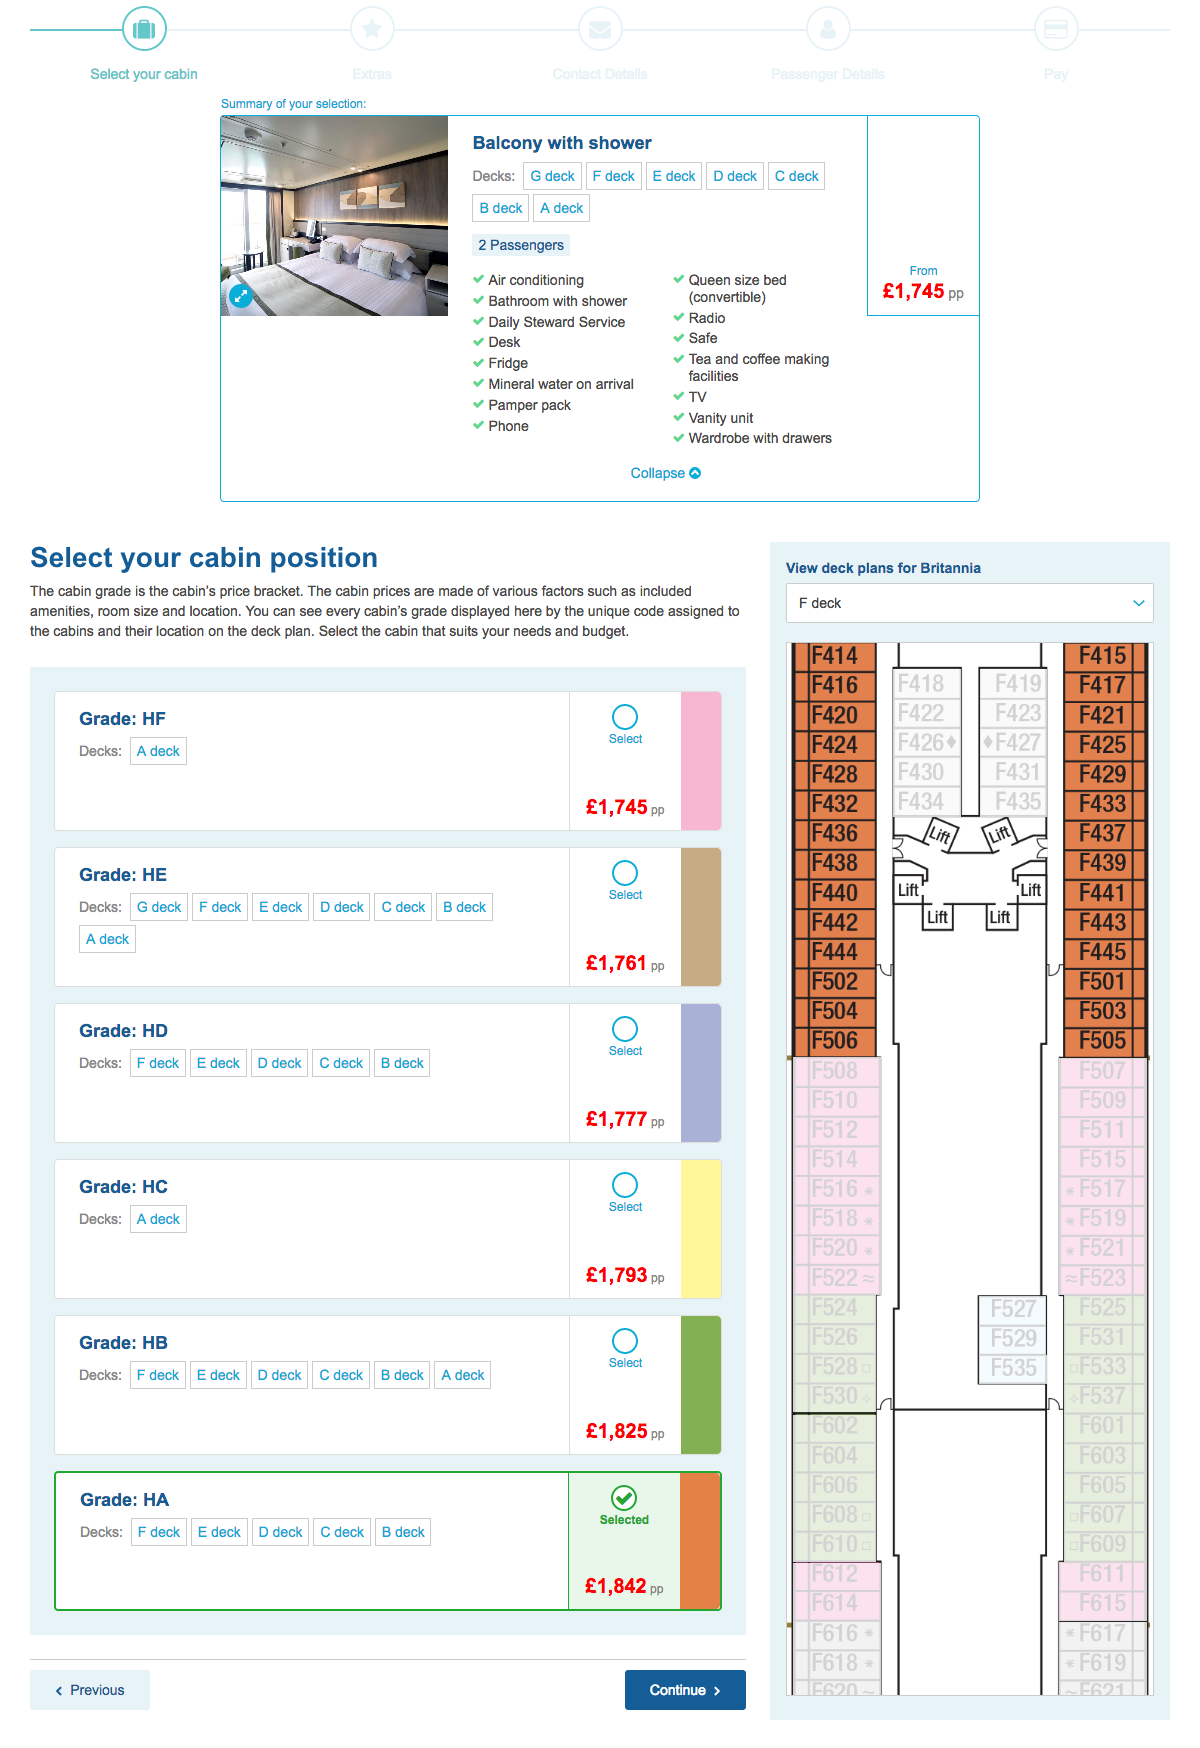 Select your cabin
Extras
Contact Details
Passenger Details
Pay
Summary of your selection:
Balcony with shower
Decks: G deck F deck E deck D deck C deck
B deck A deck
2 Passengers
Air conditioning
Bathroom with shower
Daily Steward Service
Desk
Fridge
Mineral water on arrival
Pamper pack
Phone
Queen size bed
(convertible)
Radio
Safe
Tea and coffee making
facilities
TV
Vanity unit
Wardrobe with drawers
From
£1,745 pp
Collapse
Select your cabin position
The cabin grade is the cabin's price bracket. The cabin prices are made of various factors such as included
amenities, room size and location. You can see every cabin's grade displayed here by the unique code assigned to
the cabins and their location on the deck plan. Select the cabin that suits your needs and budget.
Grade: HF
Decks: A deck
Select
£1,745 pp
Grade: HE
Decks: G deck F deck E deck D deck C deck B deck
A deck
Select
£1,761 pp
Grade: HD
Decks: F deck E deck D deck C deck B deck
Select
£1,777 pp
Grade: HC
Decks: A deck
Select
£1,793 pp
Grade: HB
Decks: F deck E deck D deck C deck B deck A deck
Select
£1,825 pp
Grade: HA
Decks: F deck E deck D deck C deck B deck
Selected
£1,842 pp
Previous
Continue
View deck plans for Britannia
F deck
F414 F415
F416 F418 F419 F417
F420 F422 F423 F421
F424 F426 F427 F425
F428 F430 F431 F429
F432 F434 F435 F433
F436 Lift Lift F437
F438 F439
F440 Lift Lift F441
F442 Lift Lift F443
F444 F445
F502 F501
F504 F503
F506 F505
F508 F507
F510 F509
F512 F511
F514 F515
F516 F517
F518 F519
F520 F521
F522 F523
F524 F527 F525
F526 F529 F531
F528 F535 F533
F530 F537
F602 F601
F604 F603
F606 F605
F608 F607
F610 F609
F612 F611
F614 F615
F616 F617
F618 F619
F620 F621